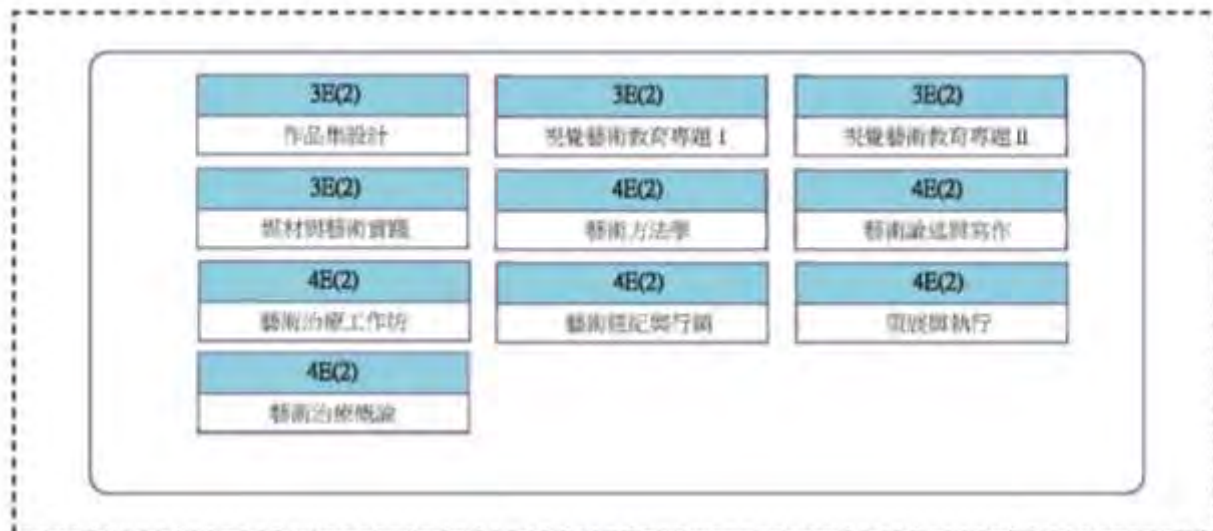 3E(2)
作品集設計
3E(2)
視覺藝術教育專題 I
3E(2)
視覺藝術教育專題 II
3E(2)
媒材與藝術實踐
4E(2)
藝術方法學
4E(2)
藝術論述與寫作
4E(2)
藝術治療工作坊
4E(2)
藝術經紀與行銷
4E(2)
策展與執行
4E(2)
藝術治療概論